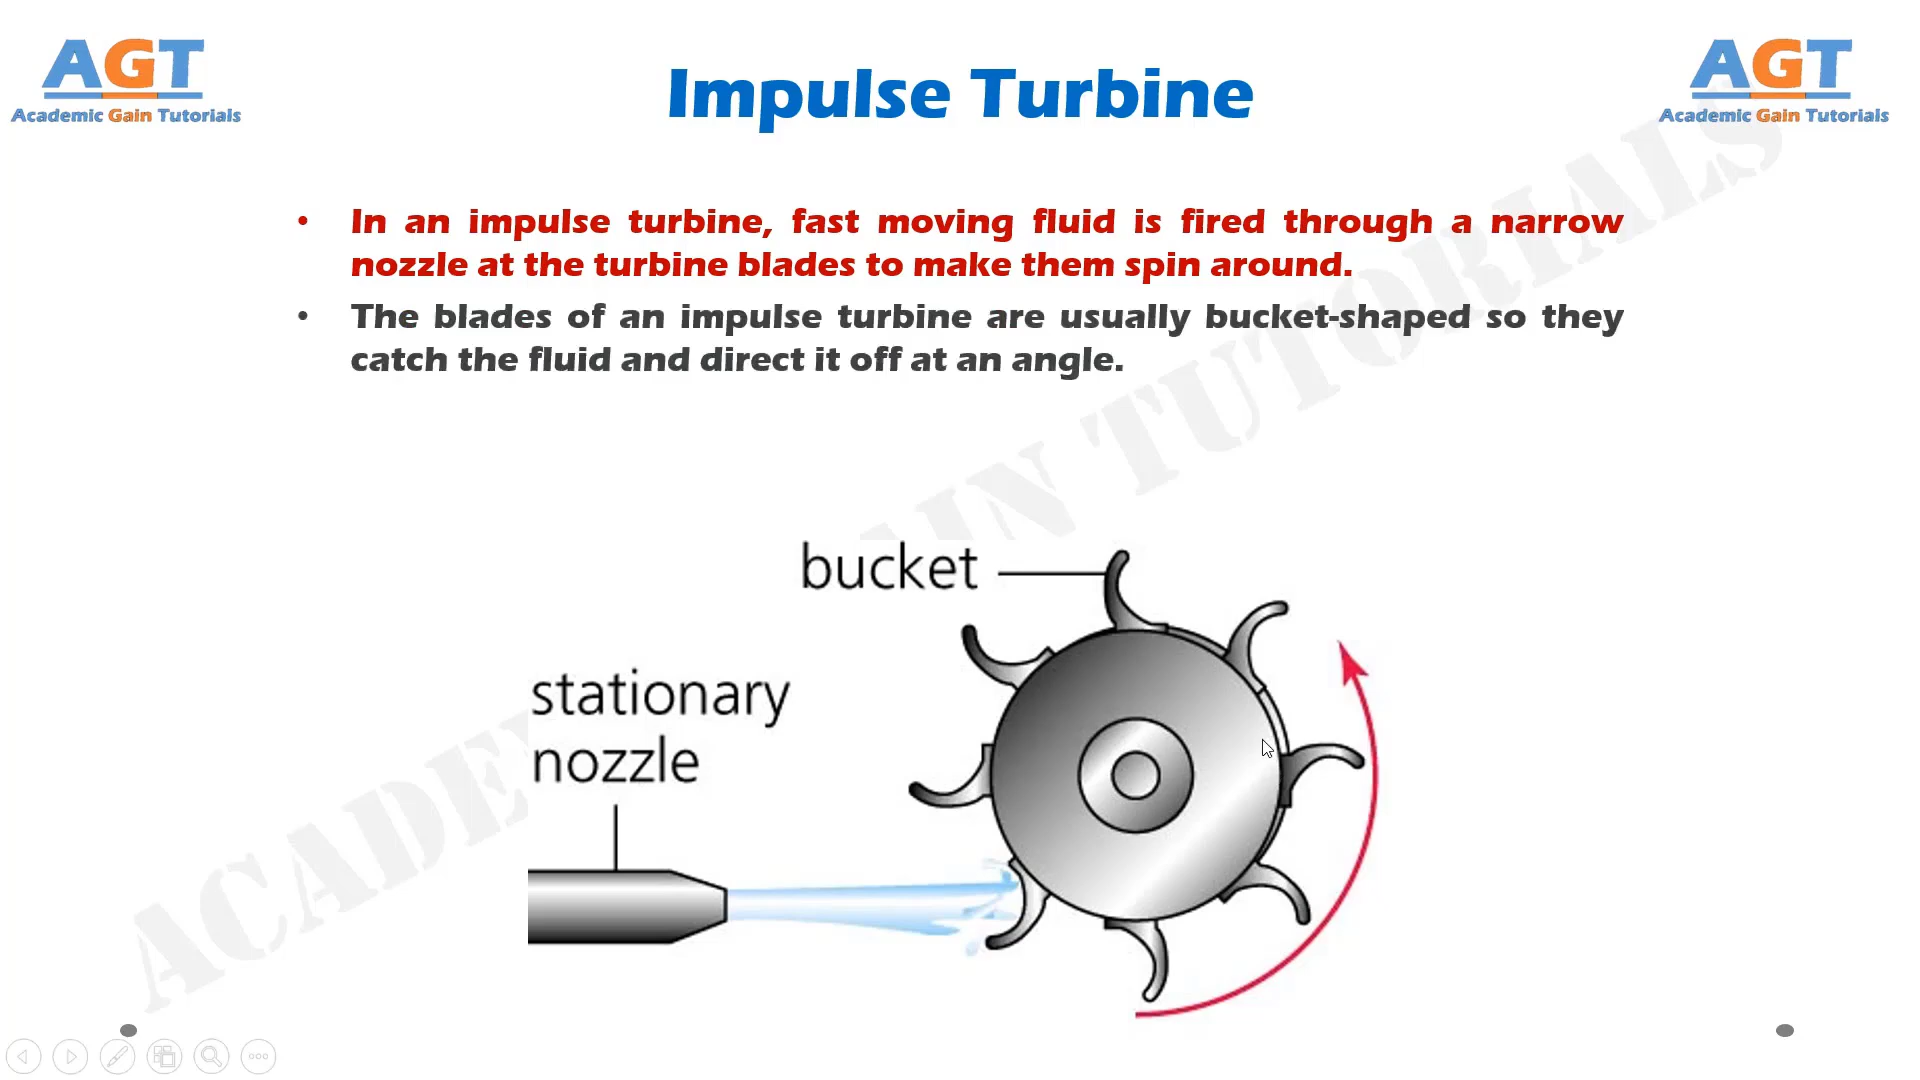 AGT
Academic Gain Tutorials
Impulse Turbine
AGT
Academic Gain Tutorials
• In an impulse turbine, fast moving fluid is fired through a narrow
nozzle at the turbine blades to make them spin around.
• The blades of an impulse turbine are usually bucket-shaped so they
catch the fluid and direct it off at an angle.
bucket
stationary
nozzle
ACADE
AIN TUTORIALS